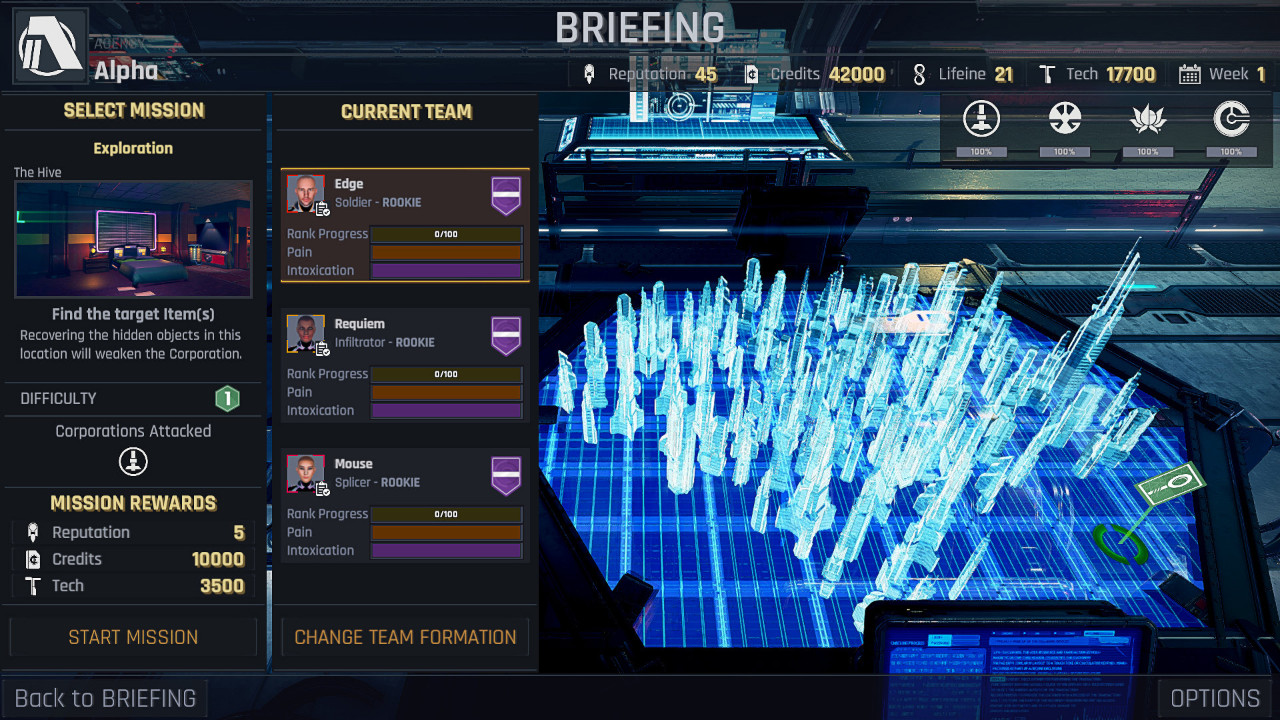 BRIEFING
AGENCY
Alpha
Reputation 45 Credits 42000 Lifeine 21 Tech 17700 Week 1
100% 100% 100% 100%
SELECT MISSION
Exploration
The Hive
Find the target Item(s)
Recovering the hidden objects in this
location will weaken the Corporation.
DIFFICULTY 1
Corporations Attacked
MISSION REWARDS
Reputation 5
Credits 10000
Tech 3500
START MISSION
CURRENT TEAM
Edge
Soldier - ROOKIE
Rank Progress 0/100
Pain
Intoxication
Requiem
Infiltrator - ROOKIE
Rank Progress 0/100
Pain
Intoxication
Mouse
Splicer - ROOKIE
Rank Progress 0/100
Pain
Intoxication
CHANGE TEAM FORMATION
Back to BRIEFING
OPTIONS